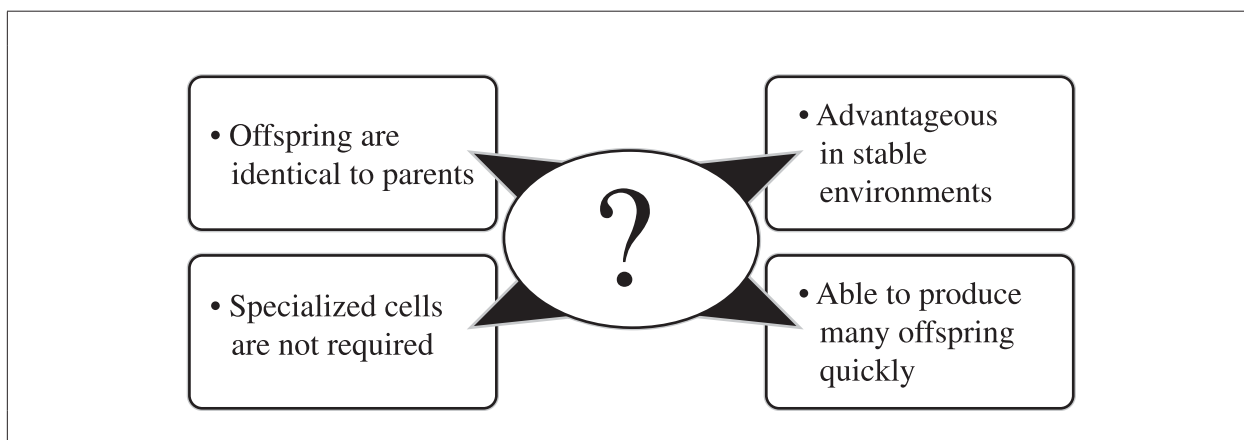 • Offspring are
identical to parents
• Advantageous
in stable
environments
?
• Specialized cells
are not required
• Able to produce
many offspring
quickly